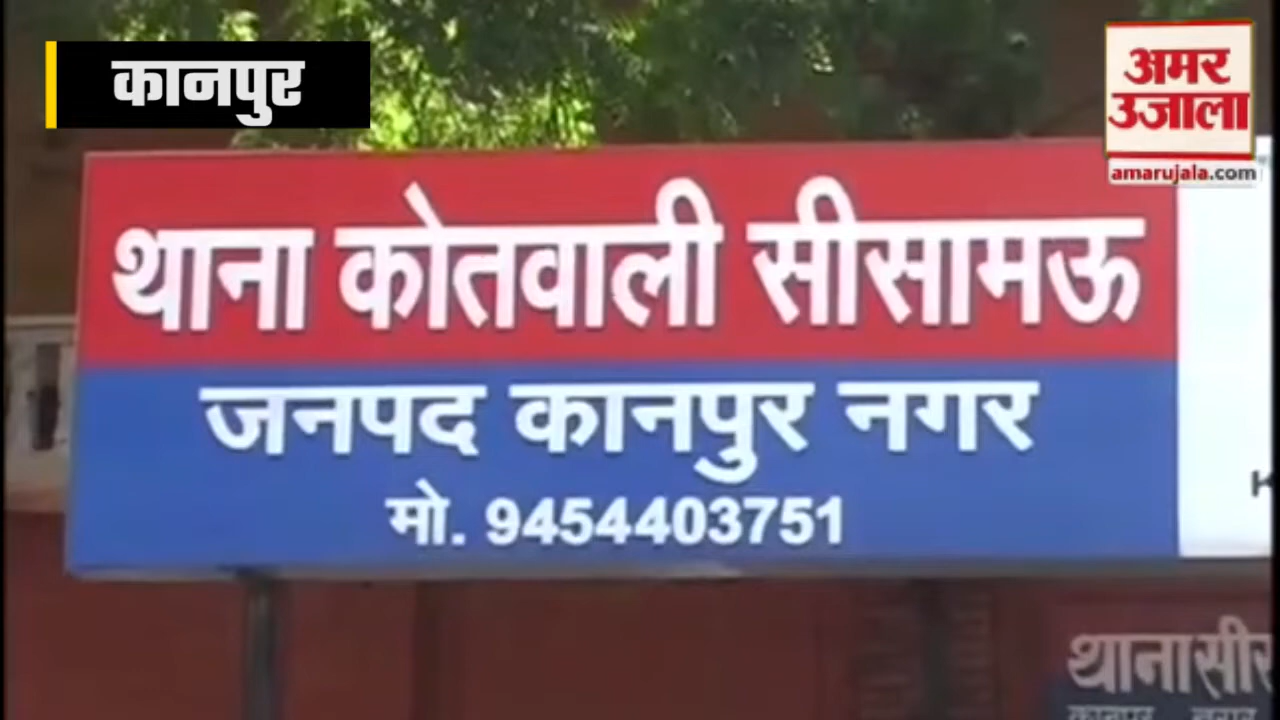 कानपुर
अमर
उजाला
amarujala.com
थाना कोतवाली सीसामऊ
जनपद कानपुर नगर
मो. 9454403751